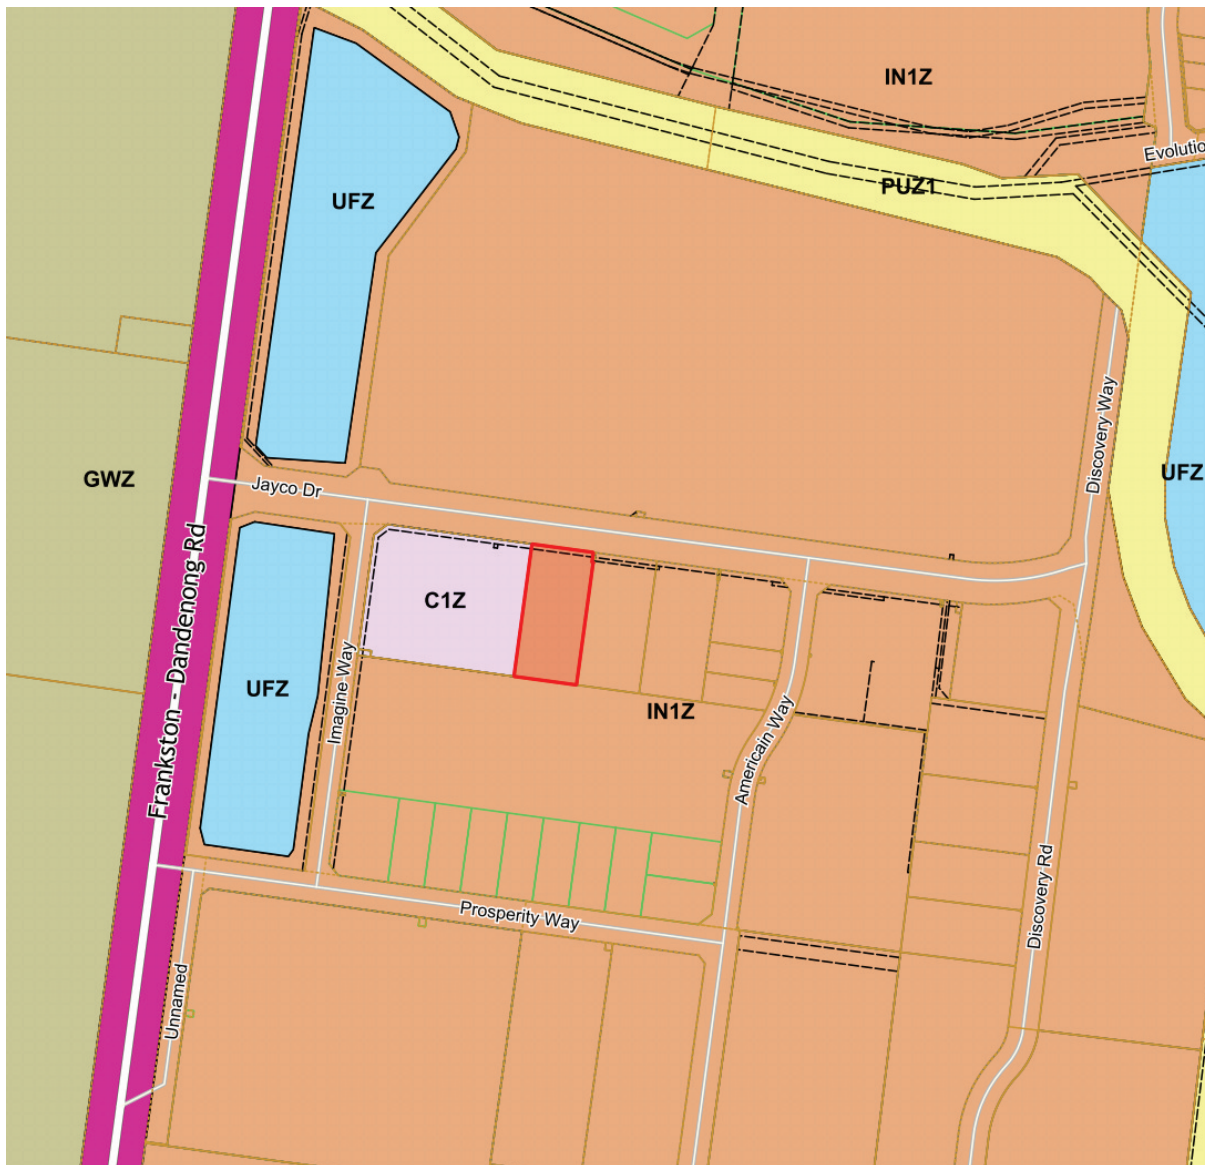 IN1Z
Evolutio
PUZ1
UFZ
Discovery Way
GWZ
UFZ
Jayco Dr
Frankston - Dandenong Rd
C1Z
Imagine Way
UFZ
IN1Z
Americain Way
Discovery Rd
Prosperity Way
Unnamed